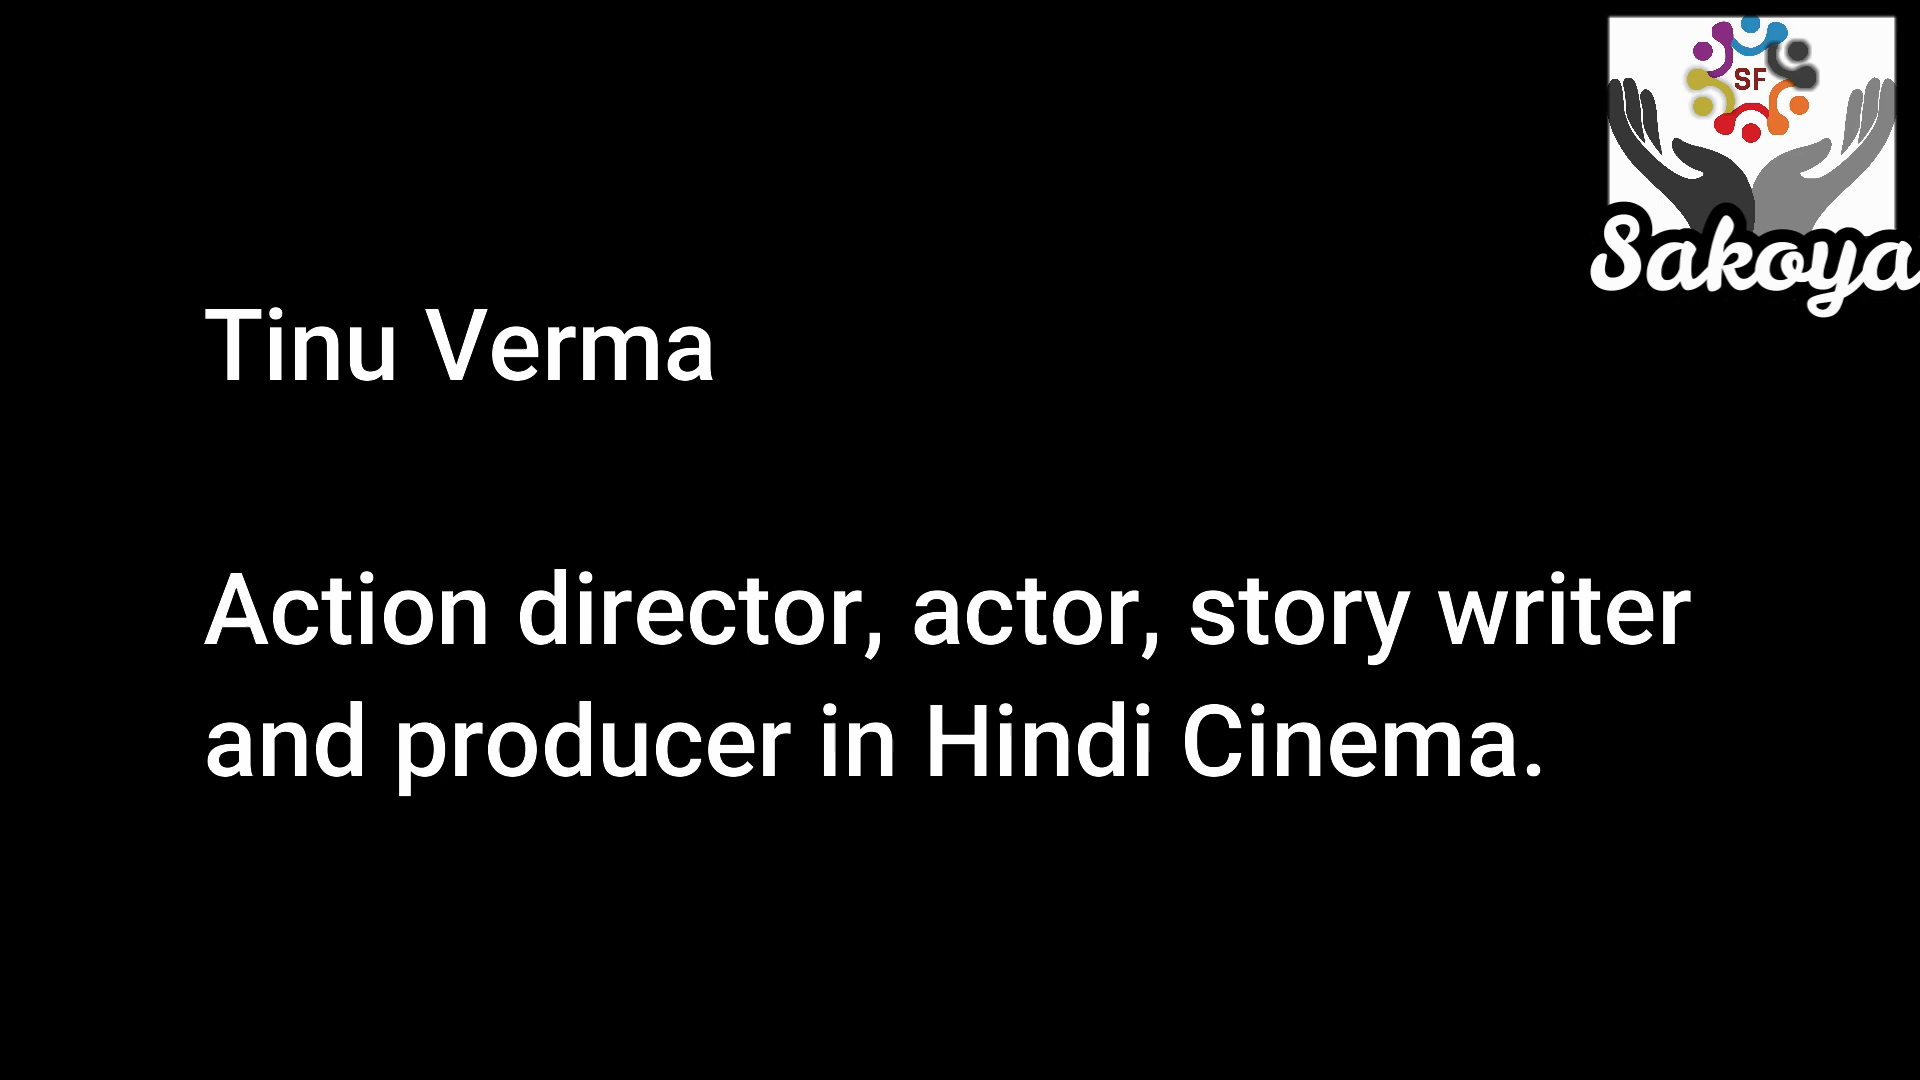 SF
Sakoya
Tinu Verma
Action director, actor, story writer
and producer in Hindi Cinema.